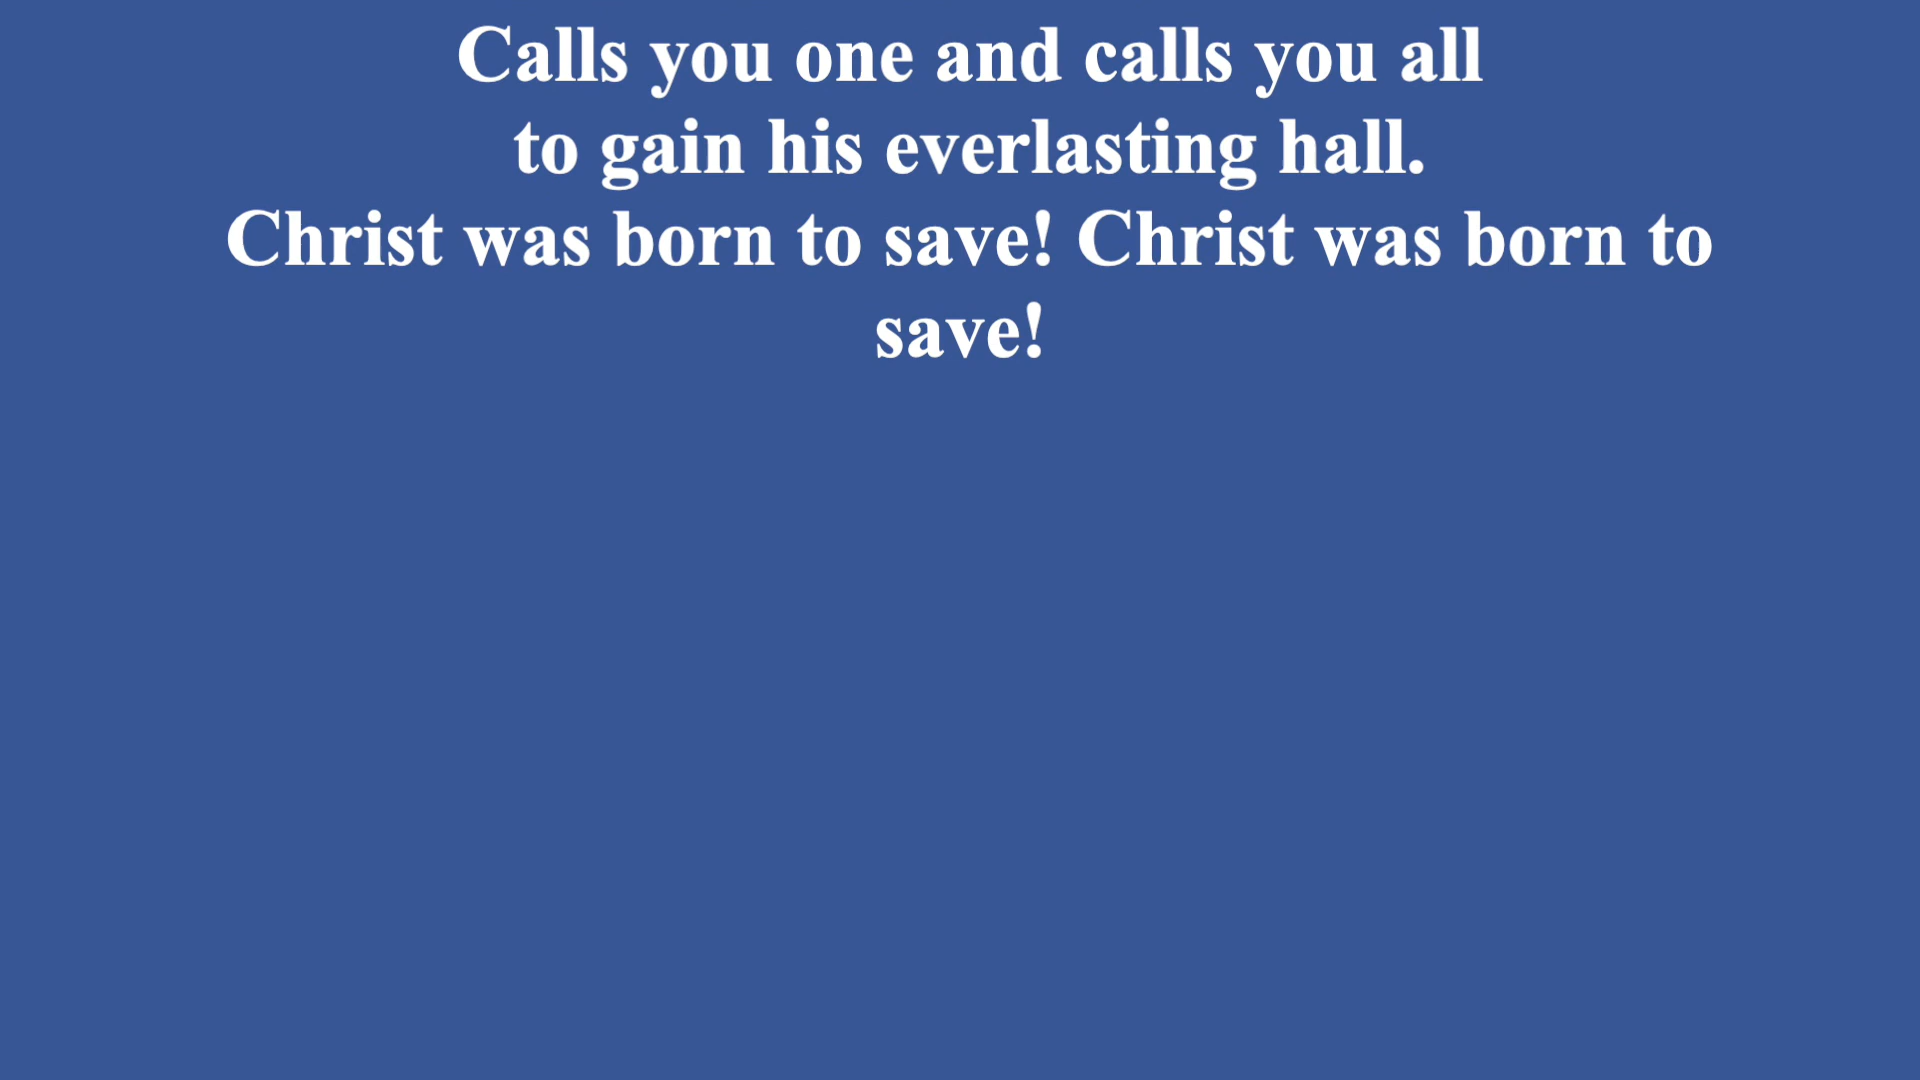 Calls you one and calls you all
to gain his everlasting hall.
Christ was born to save! Christ was born to
save!